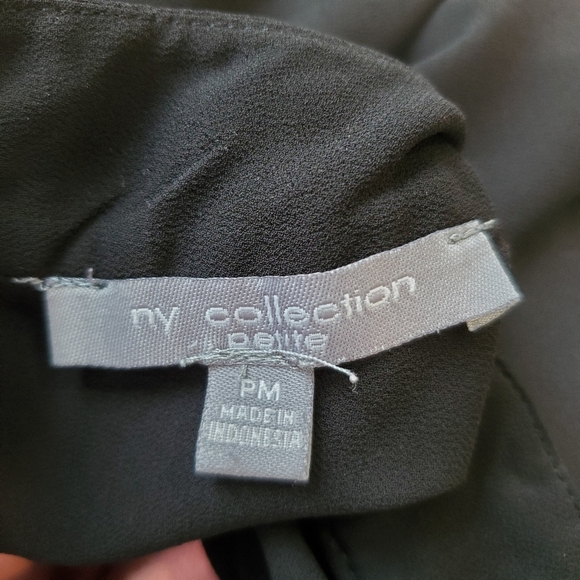 ny collection
petite
PM
MADE IN
INDONESIA